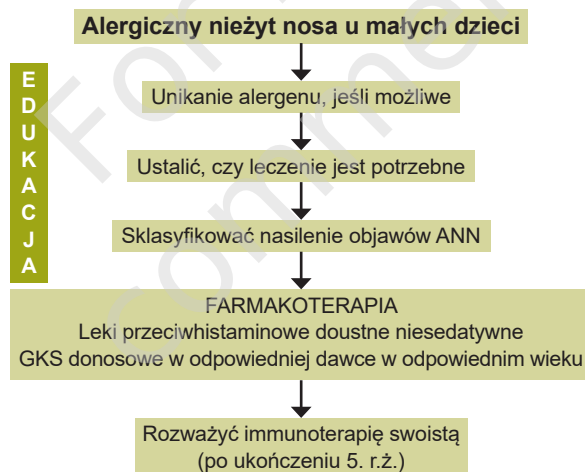 Alergiczny nieżyt nosa u małych dzieci
EDUKACJA
Unikanie alergenu, jeśli możliwe
Ustalić, czy leczenie jest potrzebne
Sklasyfikować nasilenie objawów ANN
FARMAKOTERAPIA
Leki przeciwhistaminowe doustne niesedatywne
GKS donosowe w odpowiedniej dawce w odpowiednim wieku
Rozważyć immunoterapię swoistą
(po ukończeniu 5. r.ż.)